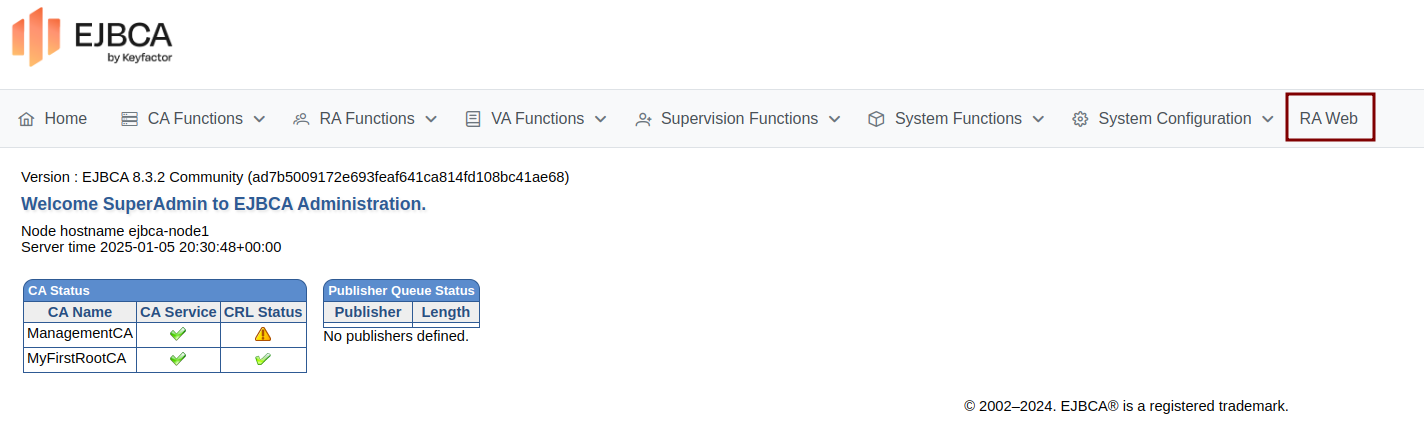 EJBCA
by Keyfactor
Home CA Functions RA Functions VA Functions Supervision Functions System Functions System Configuration RA Web
Version : EJBCA 8.3.2 Community (ad7b5009172e693feaf641ca814fd108bc41ae68)
Welcome SuperAdmin to EJBCA Administration.
Node hostname ejbca-node1
Server time 2025-01-05 20:30:48+00:00
CA Status
CA Name CA Service CRL Status
ManagementCA
MyFirstRootCA
Publisher Queue Status
Publisher Length
No publishers defined.
© 2002–2024. EJBCA® is a registered trademark.